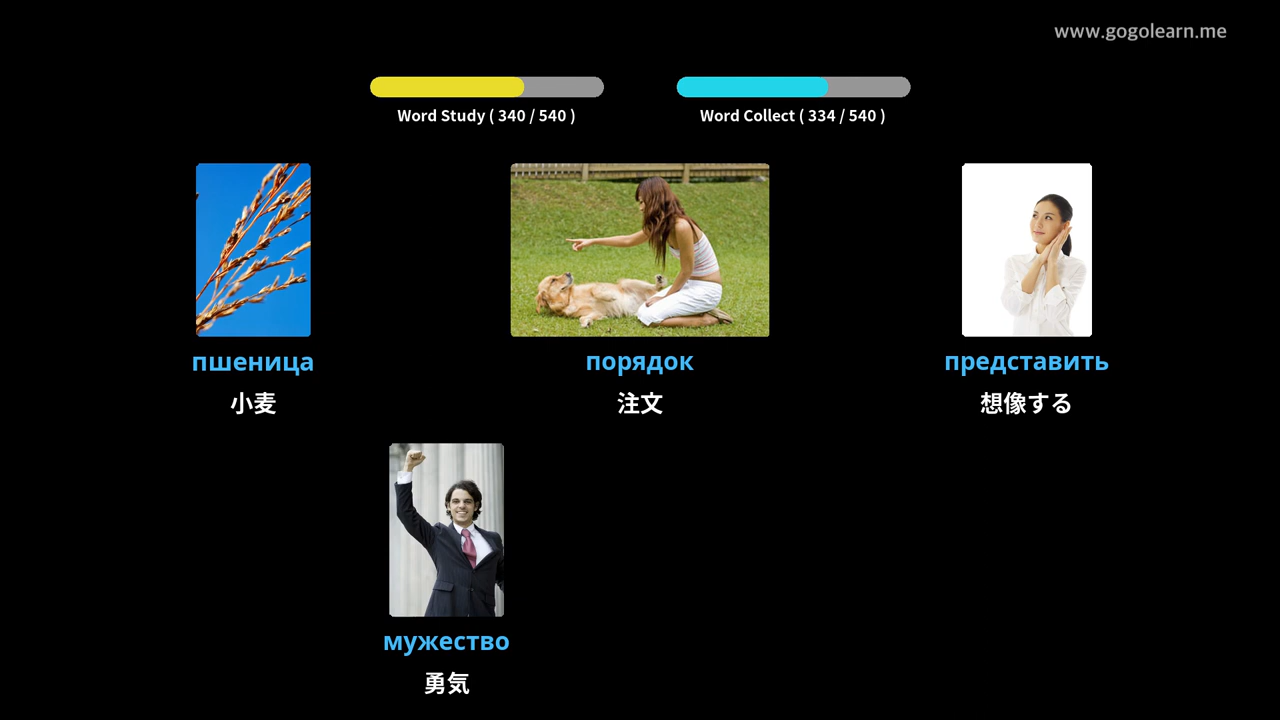 www.gogolearn.me
Word Study ( 340 / 540 )
Word Collect ( 334 / 540 )
пшеница
порядок
представить
小麦
注文
想像する
мужество
勇気